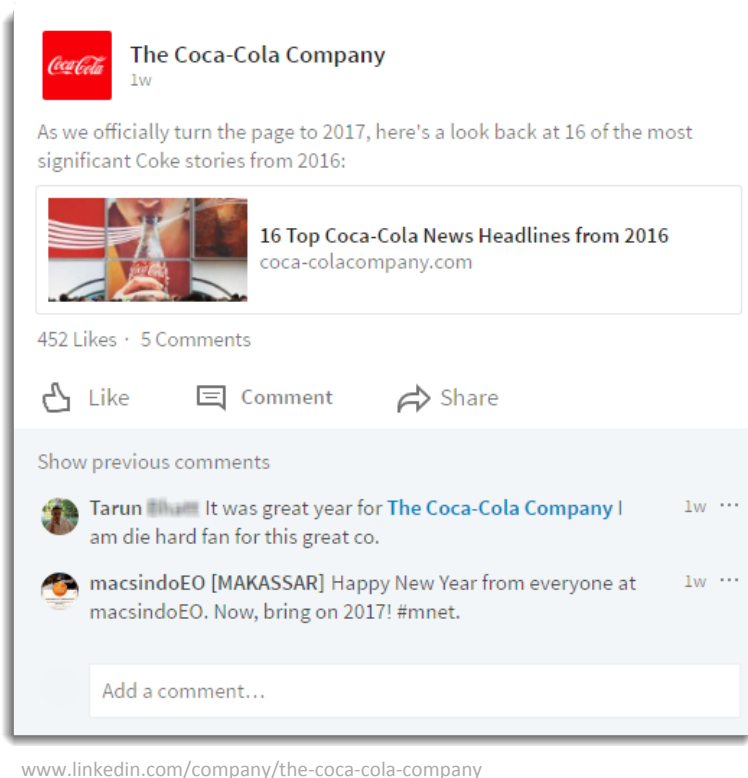 Coca-Cola
The Coca-Cola Company
1w
As we officially turn the page to 2017, here's a look back at 16 of the most
significant Coke stories from 2016:
16 Top Coca-Cola News Headlines from 2016
coca-colacompany.com
452 Likes · 5 Comments
Like Comment Share
Show previous comments
Tarun It was great year for The Coca-Cola Company I 1w ...
am die hard fan for this great co.
macsindoEO [MAKASSAR] Happy New Year from everyone at 1w ...
macsindoEO. Now, bring on 2017! #mnet.
Add a comment...
www.linkedin.com/company/the-coca-cola-company